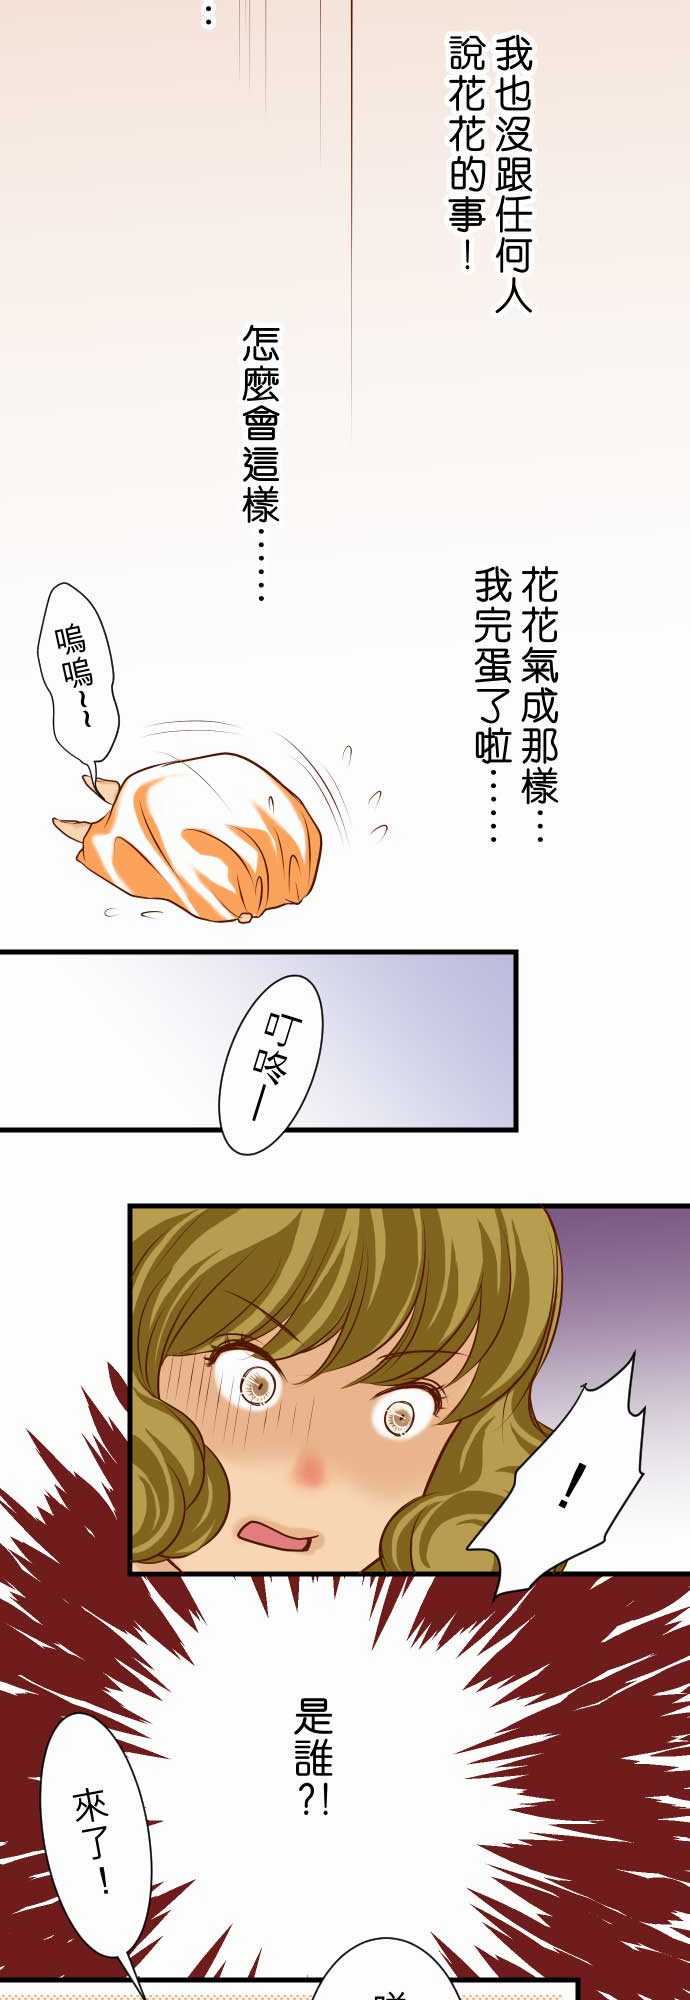 我也沒跟任何人
說花花的事！
怎麼會這樣⋯⋯
花花氣成那樣⋯
我完蛋了啦⋯⋯
嗚嗚~~
叮咚ー
！
是誰?!
來了！